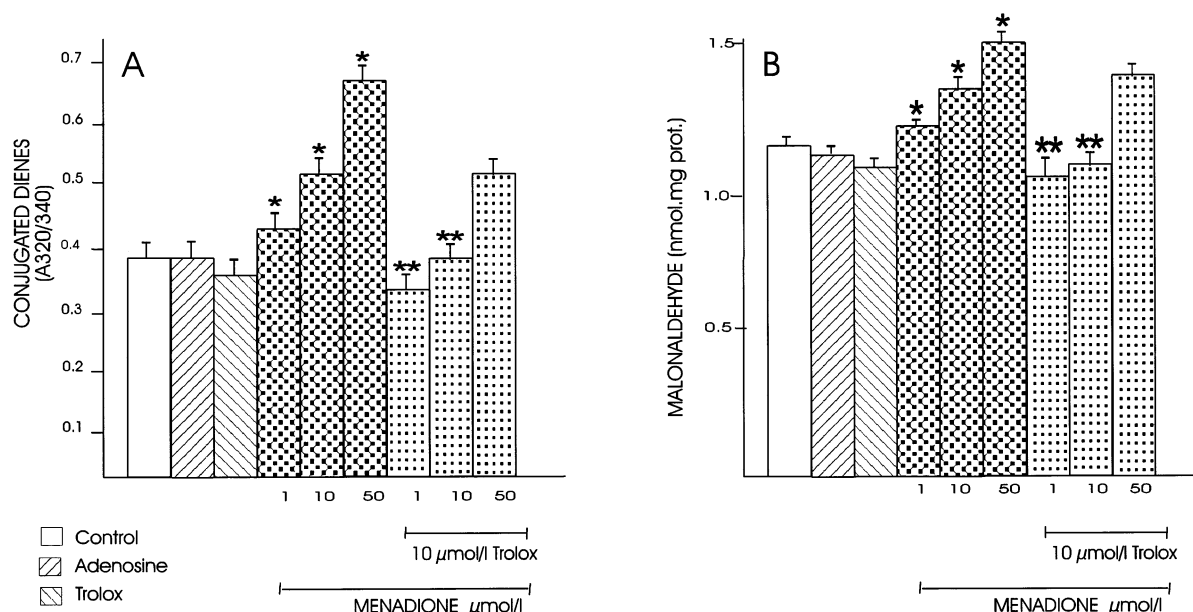 A
CONJUGATED DIENES
(A320/340)
0.7
0.6
0.5
0.4
0.3
0.2
0.1
*
*
*
**
**
1 10 50 1 10 50
10 µmol/l Trolox
MENADIONE µmol/l
Control
Adenosine
Trolox
B
MALONALDEHYDE (nmol.mg prot.)
1.5
1.0
0.5
*
*
*
**
**
1 10 50 1 10 50
10 µmol/l Trolox
MENADIONE µmol/l